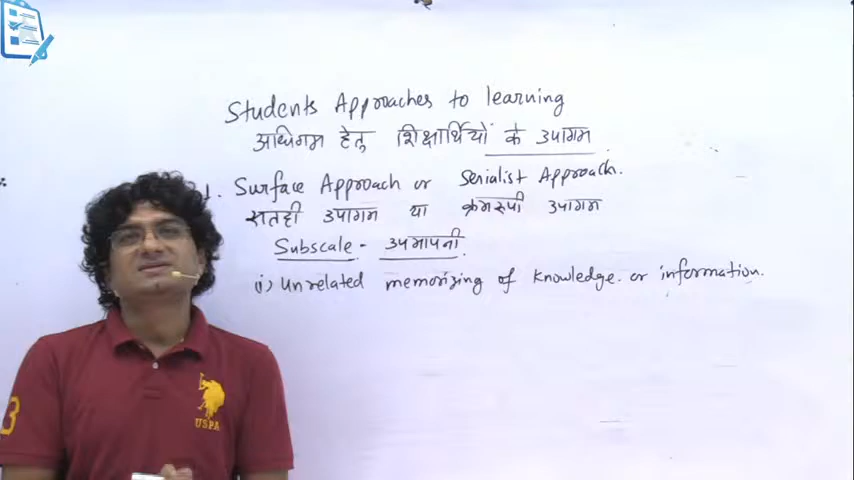 Students Approaches to learning
अधिगम हेतु शिक्षार्थियों के उपागम
1. Surface Approach or Serialist Approach.
सतही उपागम या क्रमरूपी उपागम
Subscale - उपमापनी.
(i) Unrelated memorizing of knowledge. or information.
3
USPA